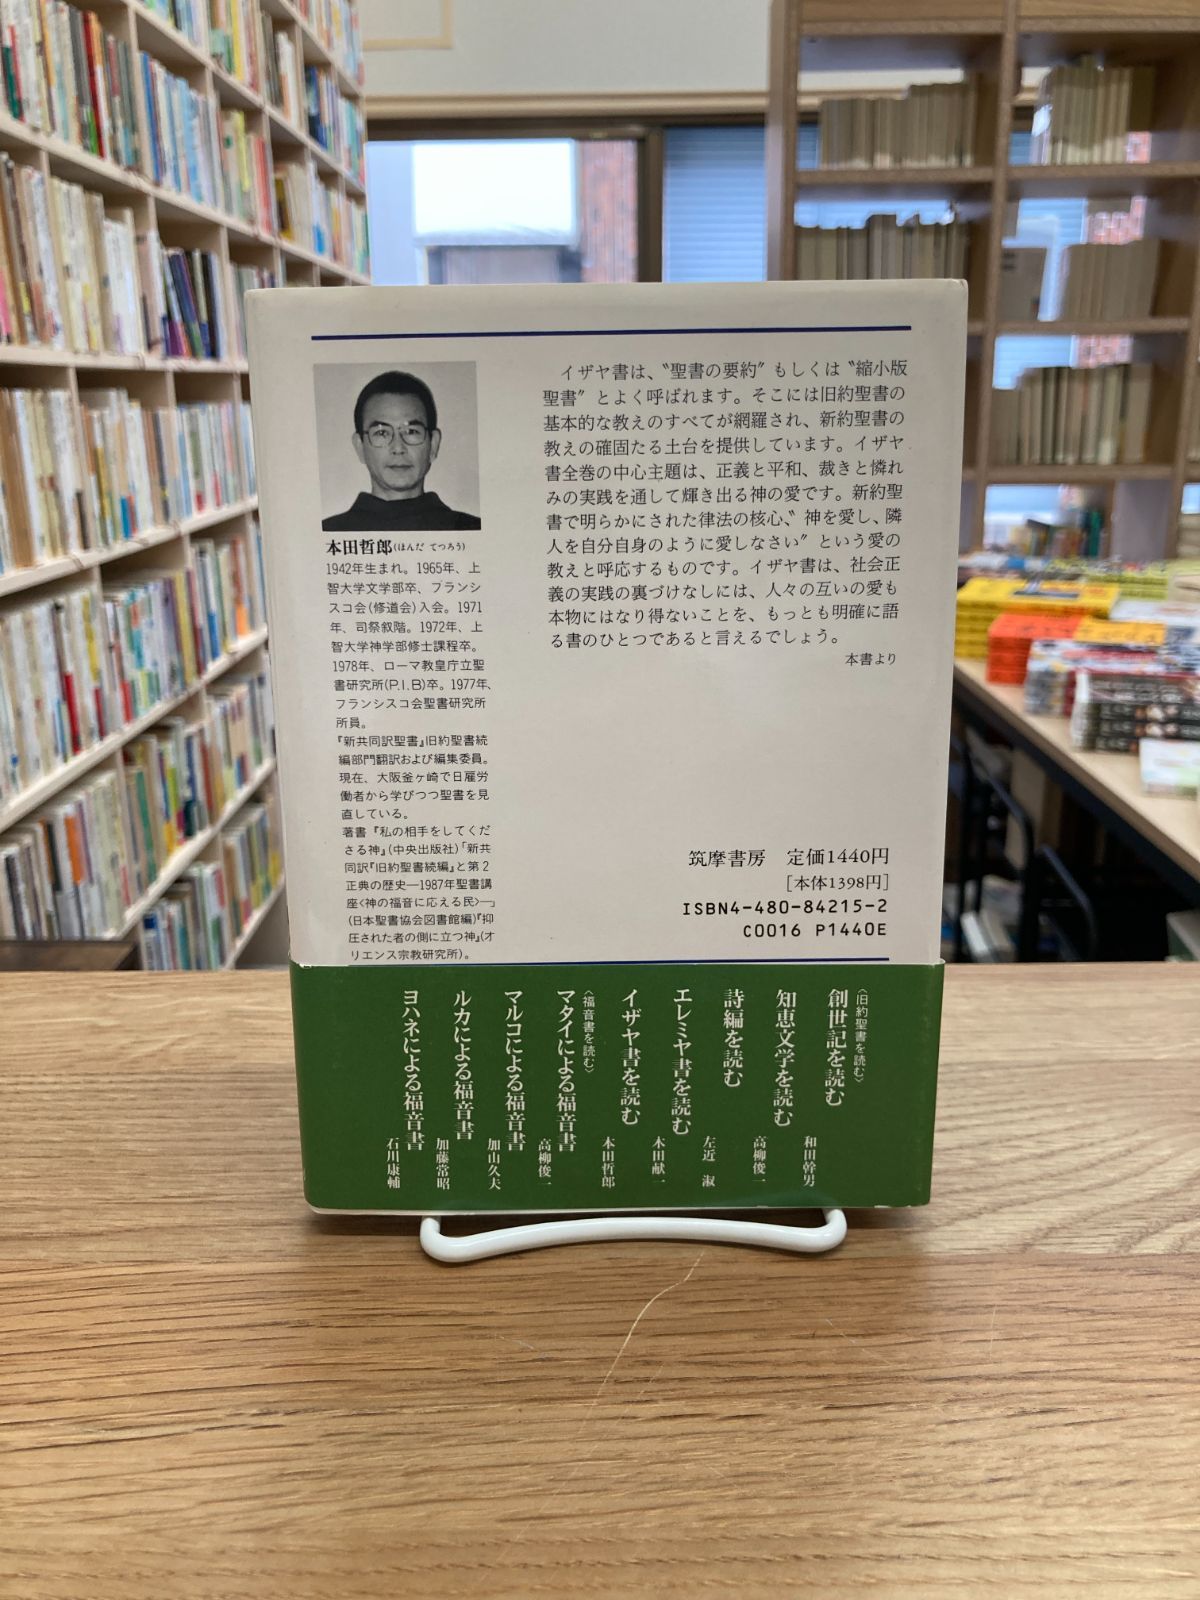 イザヤ書は、〝聖書の要約〞もしくは〝縮小版
聖書〞とよく呼ばれます。そこには旧約聖書の
基本的な教えのすべてが網羅され、新約聖書の
教えの確固たる土台を提供しています。イザヤ
書全巻の中心主題は、正義と平和、裁きと憐れ
みの実践を通して輝き出る神の愛です。新約聖
書で明らかにされた律法の核心、〝神を愛し、隣
人を自分自身のように愛しなさい〞という愛の
教えと呼応するものです。イザヤ書は、社会正
義の実践の裏づけなしには、人々の互いの愛も
本物にはなり得ないことを、もっとも明確に語
る書のひとつであると言えるでしょう。
本書より
本田哲郎(ほんだ てつろう)
1942年生まれ。1965年、上
智大学文学部卒、フランシ
スコ会(修道会)入会。1971
年、司祭叙階。1972年、上
智大学神学部修士課程卒。
1978年、ローマ教皇庁立聖
書研究所(P.I.B)卒。1977年、
フランシスコ会聖書研究所
所員。
『新共同訳聖書』旧約聖書続
編部門翻訳および編集委員。
現在、大阪釜ヶ崎で日雇労
働者から学びつつ聖書を見
直している。
著書『私の相手をしてくだ
さる神』(中央出版社)「新共
同訳『旧約聖書続編』と第2
正典の歴史―1987年聖書講
座〈神の福音に応える民〉―」
(日本聖書協会図書館編)『抑
圧された者の側に立つ神』(オ
リエンス宗教研究所)。
筑摩書房 定価1440円
[本体1398円]
ISBN4-480-84215-2
C0016 P1440E
〈旧約聖書を読む〉
創世記を読む 和田幹男
知恵文学を読む 高柳俊一
詩編を読む 左近 淑
エレミヤ書を読む 木田献一
イザヤ書を読む 本田哲郎
〈福音書を読む〉
マタイによる福音書 高柳俊一
マルコによる福音書 加山久夫
ルカによる福音書 加藤常昭
ヨハネによる福音書 石川康輔